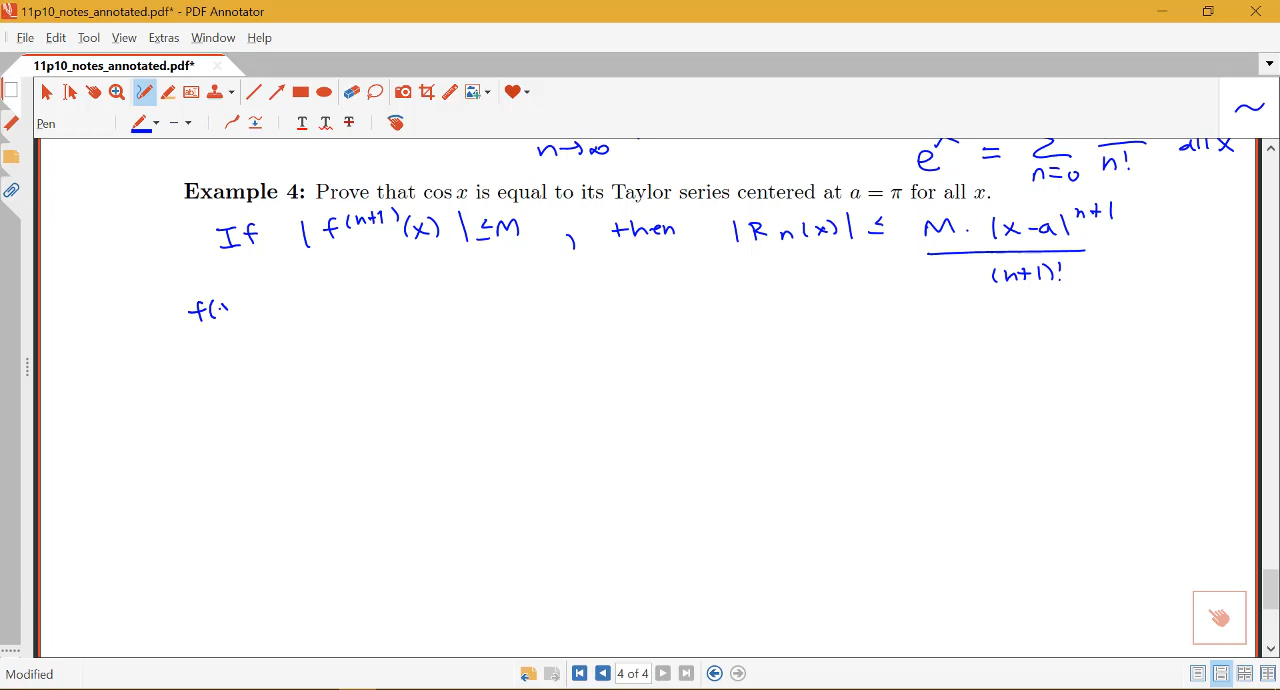 11p10_notes_annotated.pdf* - PDF Annotator
File Edit Tool View Extras Window Help
11p10_notes_annotated.pdf*
Pen
n→∞
e^x = Σ n=0 n! all x
Example 4: Prove that cos x is equal to its Taylor series centered at a = π for all x.
If |f^(n+1)(x)| ≤ M , then |Rn(x)| ≤ M · |x-a|^n+1
(n+1)!
f(
4 of 4
Modified